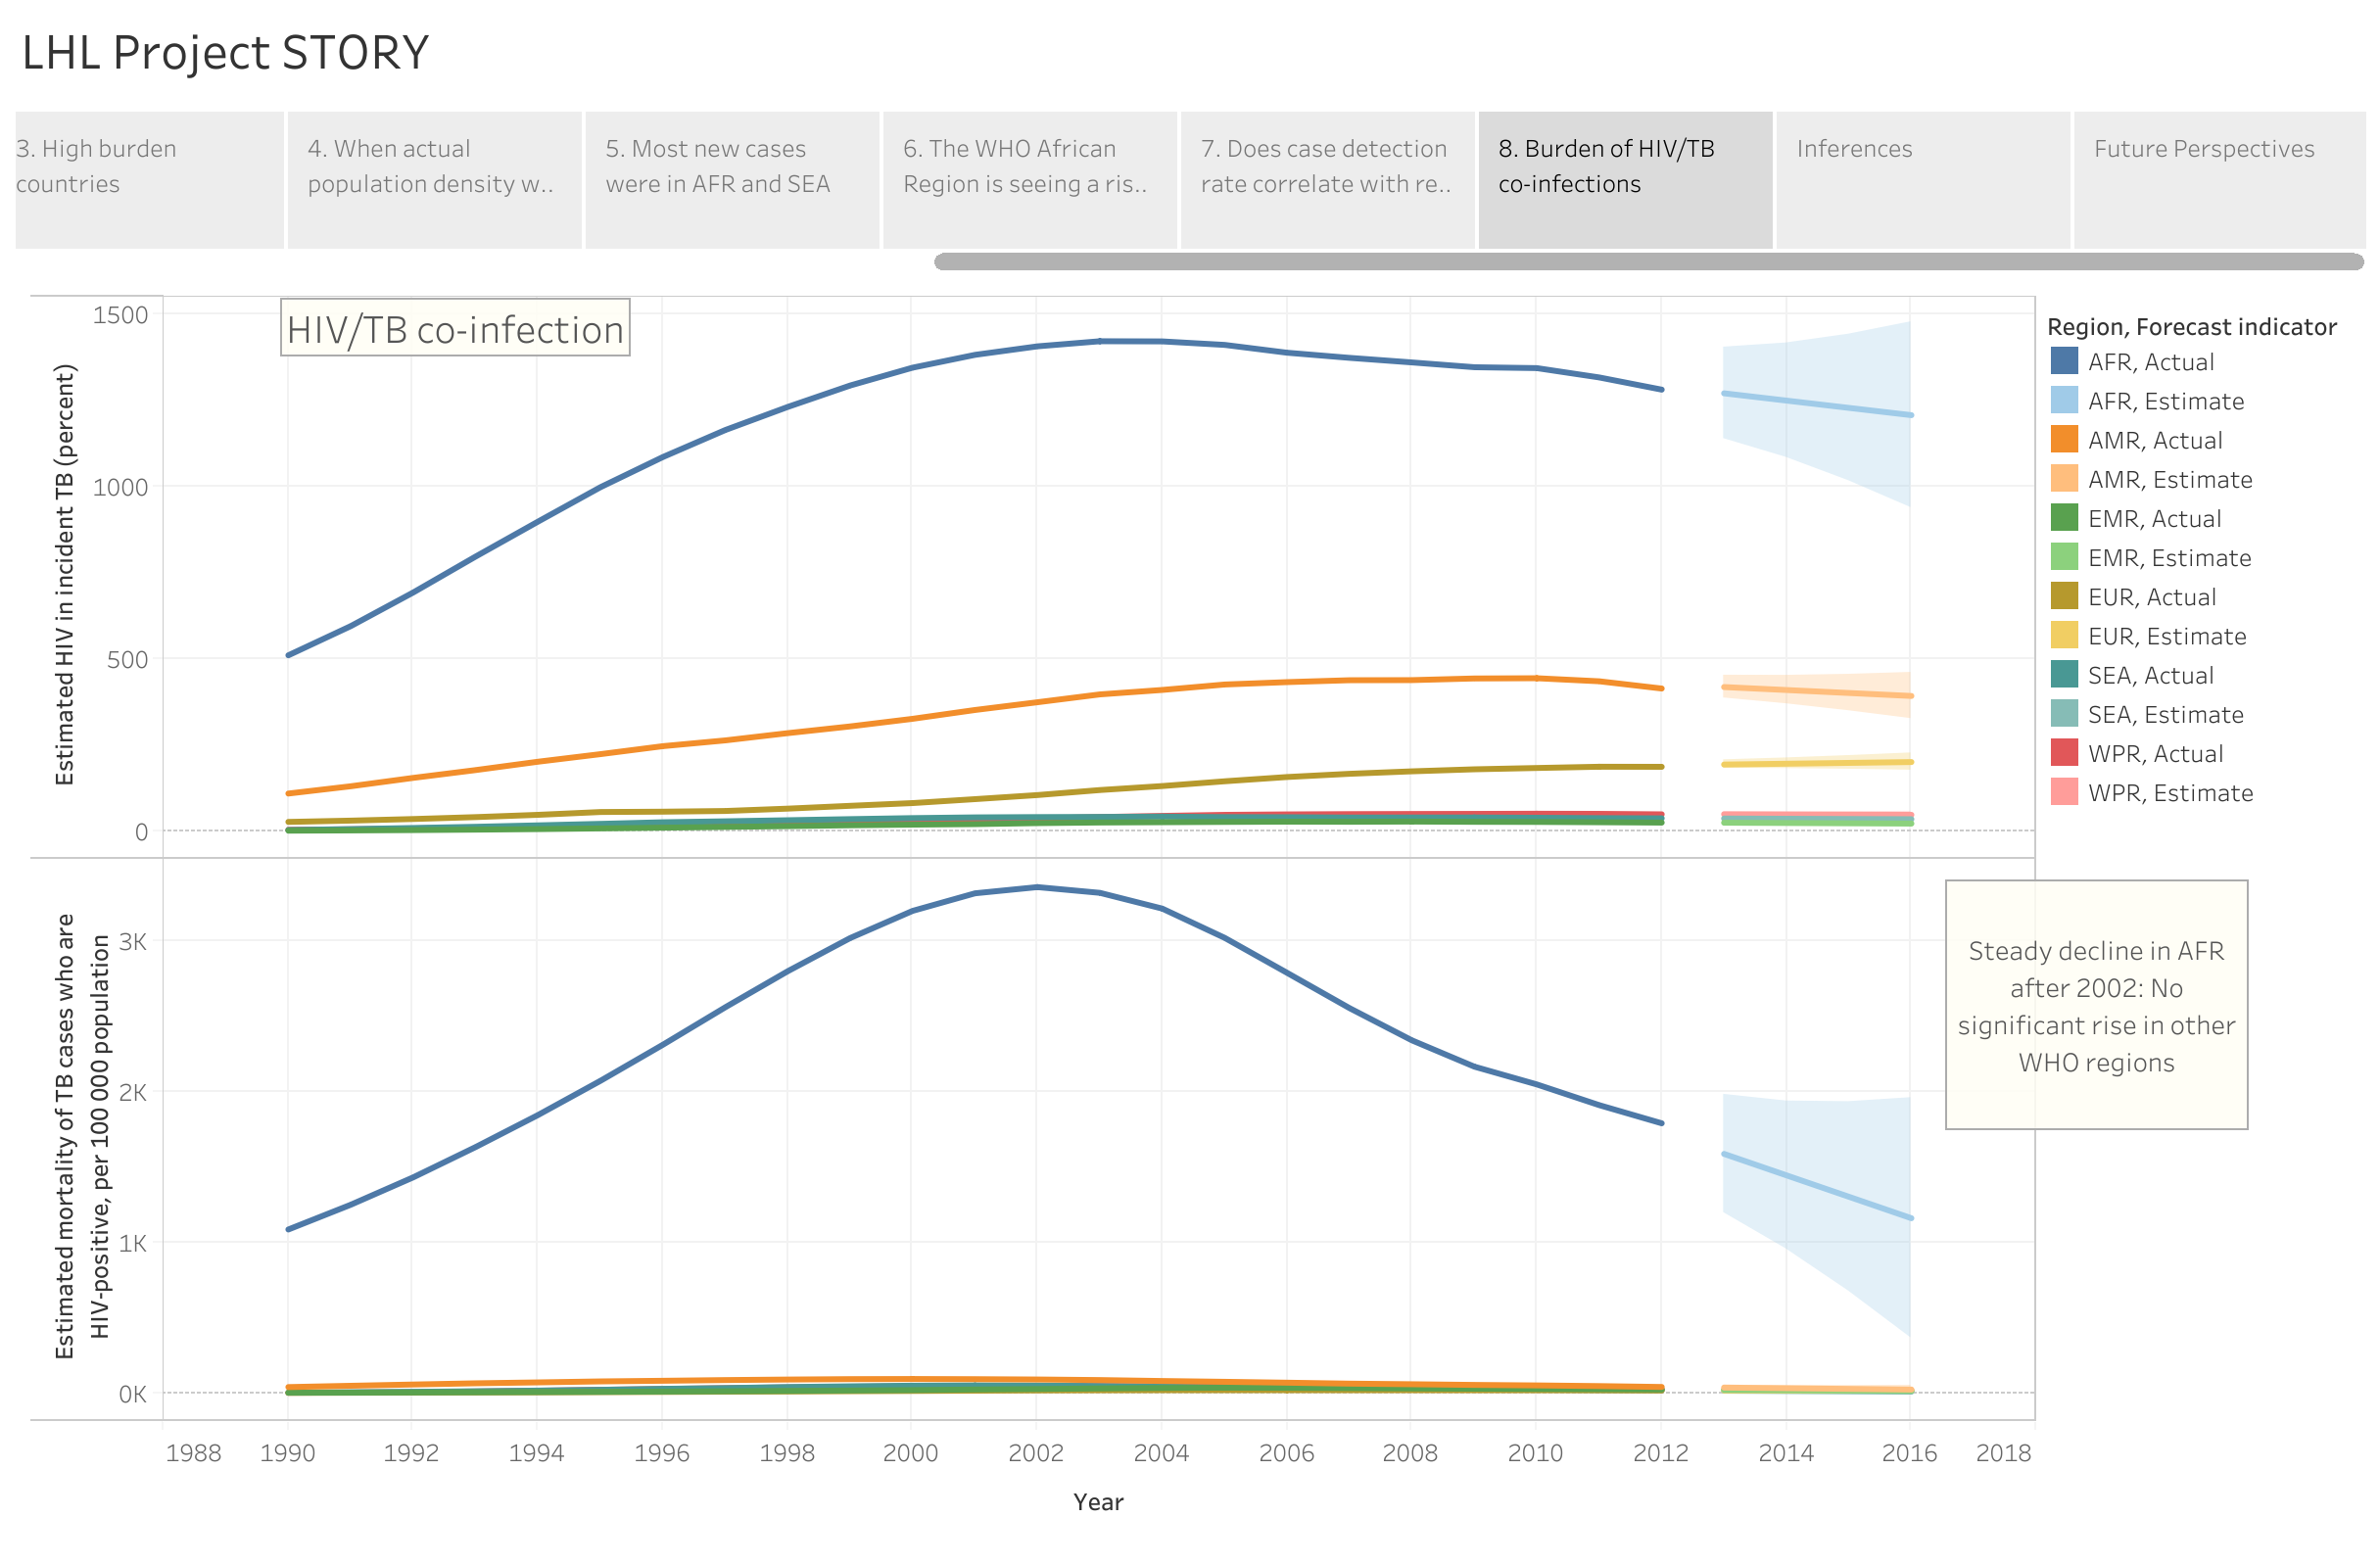 LHL Project STORY
3. High burden
countries
4. When actual
population density w..
5. Most new cases
were in AFR and SEA
6. The WHO African
Region is seeing a ris..
7. Does case detection
rate correlate with re..
8. Burden of HIV/TB
co-infections
Inferences
Future Perspectives
HIV/TB co-infection
Estimated HIV in incident TB (percent)
1500
1000
500
0
Region, Forecast indicator
AFR, Actual
AFR, Estimate
AMR, Actual
AMR, Estimate
EMR, Actual
EMR, Estimate
EUR, Actual
EUR, Estimate
SEA, Actual
SEA, Estimate
WPR, Actual
WPR, Estimate
Estimated mortality of TB cases who are
HIV-positive, per 100 000 population
3K
2K
1K
0K
Steady decline in AFR
after 2002: No
significant rise in other
WHO regions
1988 1990 1992 1994 1996 1998 2000 2002 2004 2006 2008 2010 2012 2014 2016 2018
Year